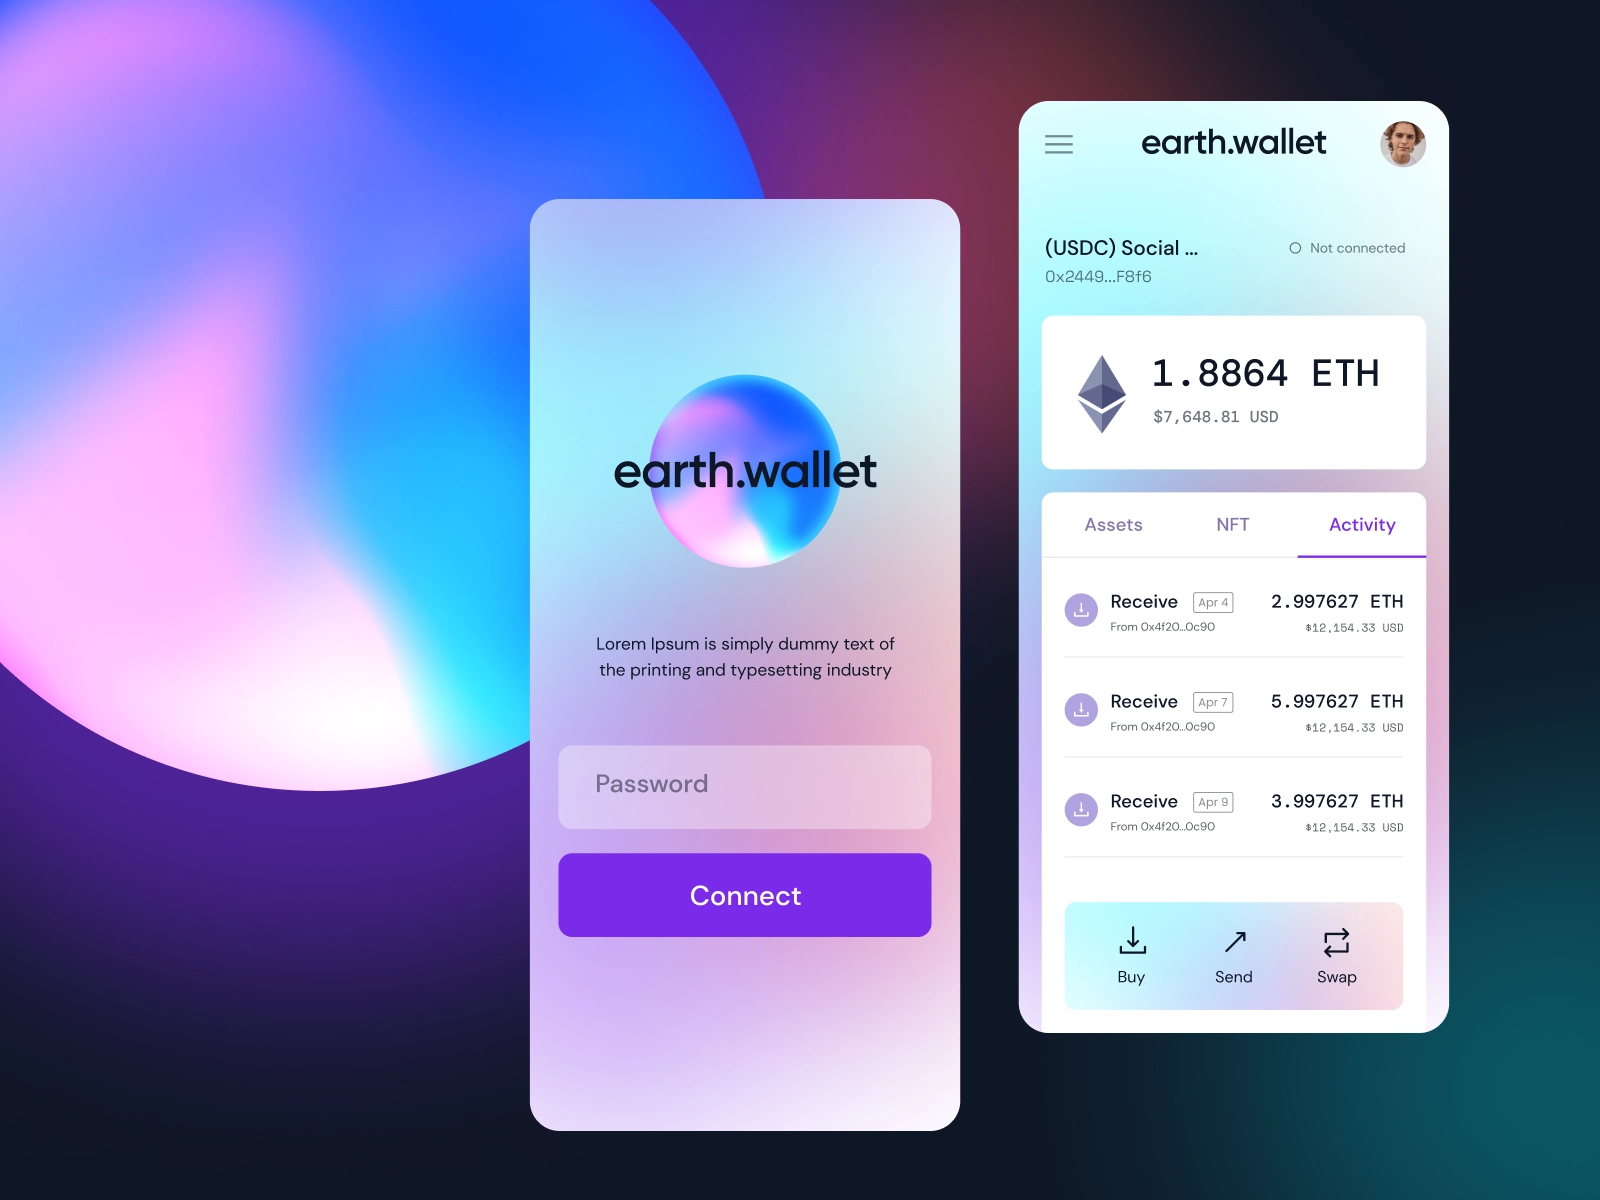 earth.wallet
Lorem Ipsum is simply dummy text of
the printing and typesetting industry
Password
Connect
earth.wallet
(USDC) Social ...
Not connected
0x2449...F8f6
1.8864 ETH
$7,648.81 USD
Assets NFT Activity
Receive Apr 4 2.997627 ETH
From 0x4f20...0c90 $12,154.33 USD
Receive Apr 7 5.997627 ETH
From 0x4f20...0c90 $12,154.33 USD
Receive Apr 9 3.997627 ETH
From 0x4f20...0c90 $12,154.33 USD
Buy Send Swap